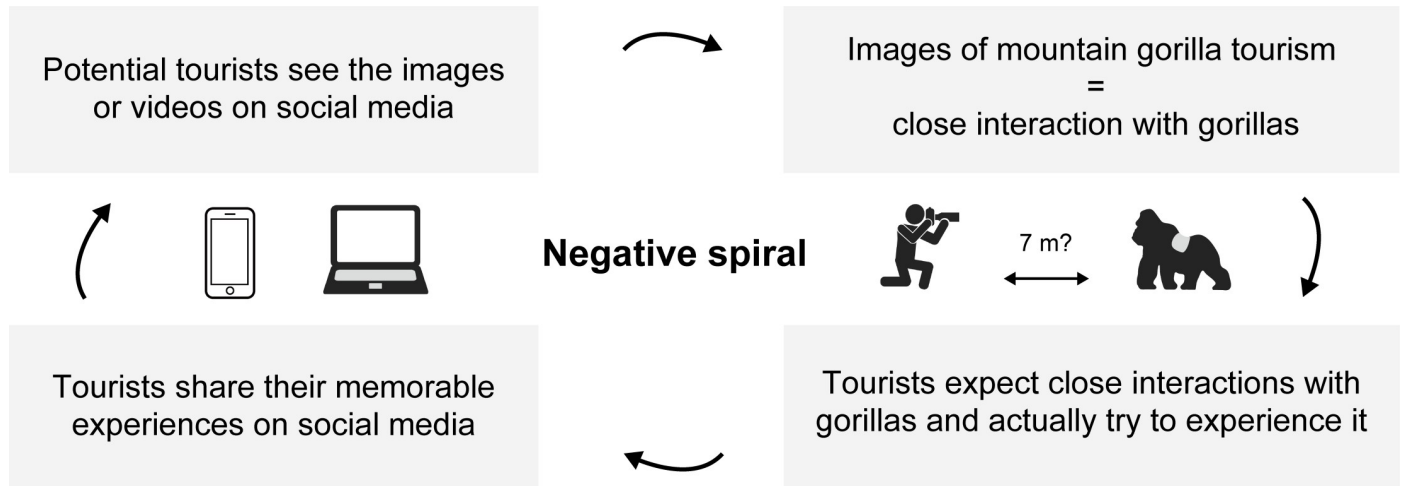 Potential tourists see the images
or videos on social media
Images of mountain gorilla tourism
=
close interaction with gorillas
Negative spiral
7 m?
Tourists share their memorable
experiences on social media
Tourists expect close interactions with
gorillas and actually try to experience it